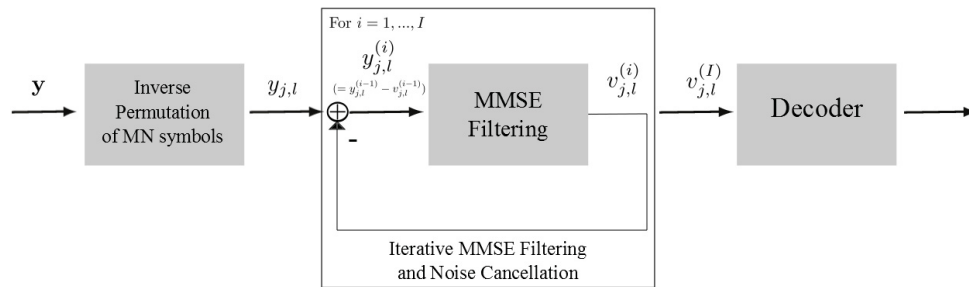 For i = 1, ..., I
y
Inverse
Permutation
of MN symbols
y_{j,l}
y_{j,l}^{(i)}
(= y_{j,l}^{(i-1)} − v_{j,l}^{(i-1)})
-
MMSE
Filtering
v_{j,l}^{(i)}
v_{j,l}^{(I)}
Decoder
Iterative MMSE Filtering
and Noise Cancellation